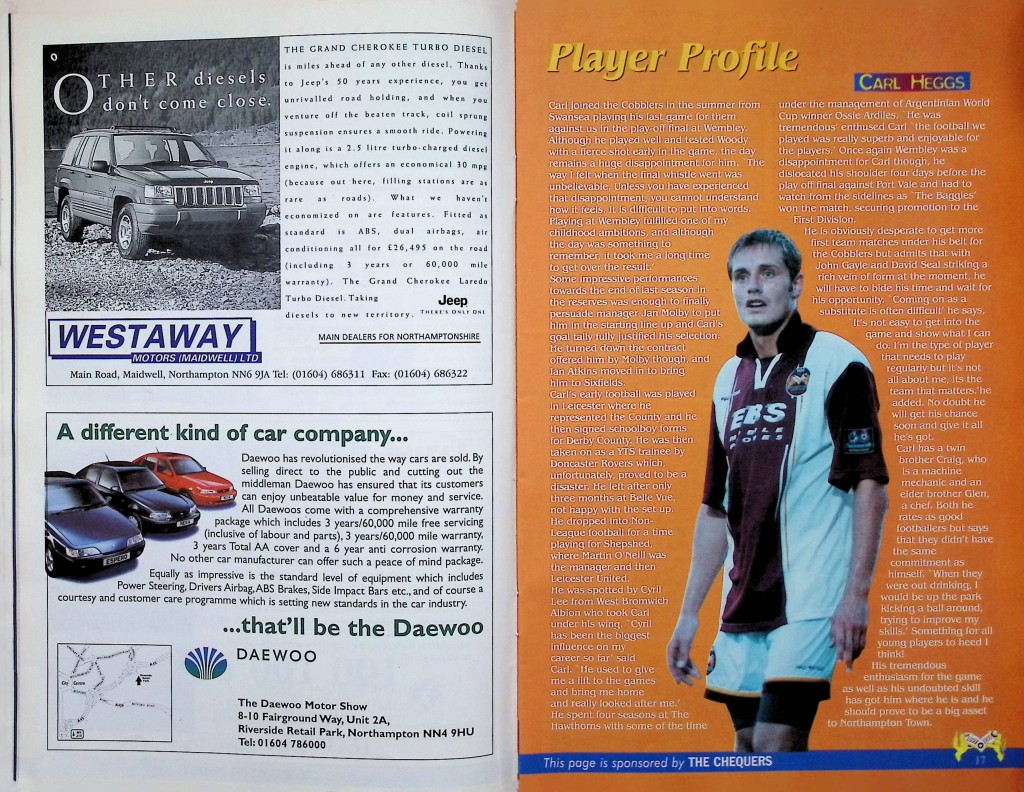 OTHER diesels
don't come close.
THE GRAND CHEROKEE TURBO DIESEL
is miles ahead of any other diesel. Thanks
to Jeep's 50 years experience, you get
unrivalled road holding, and when you
venture off the beaten track, coil sprung
suspension ensures a smooth ride. Powering
it along is a 2.5 litre turbo-charged diesel
engine, which offers an economical 30 mpg
(because out here, filling stations are as
rare as roads). What we haven't
economized on are features. Fitted as
standard is ABS, dual airbags, air
conditioning all for £26,495 on the road
(including 3 years or 60,000 mile
warranty). The Grand Cherokee Laredo
Turbo Diesel. Taking
diesels to new territory.
Jeep
THERE'S ONLY ONE
WESTAWAY
MOTORS (MAIDWELL) LTD
MAIN DEALERS FOR NORTHAMPTONSHIRE
Main Road, Maidwell, Northampton NN6 9JA Tel: (01604) 686311 Fax: (01604) 686322
A different kind of car company...
Daewoo has revolutionised the way cars are sold. By
selling direct to the public and cutting out the
middleman Daewoo has ensured that its customers
can enjoy unbeatable value for money and service.
All Daewoos come with a comprehensive warranty
package which includes 3 years/60,000 mile free servicing
(inclusive of labour and parts), 3 years/60,000 mile warranty,
3 years Total AA cover and a 6 year anti corrosion warranty.
No other car manufacturer can offer such a peace of mind package.
Equally as impressive is the standard level of equipment which includes
Power Steering, Drivers Airbag, ABS Brakes, Side Impact Bars etc., and of course a
courtesy and customer care programme which is setting new standards in the car industry.
ESPERO
...that'll be the Daewoo
DAEWOO
The Daewoo Motor Show
8-10 Fairground Way, Unit 2A,
Riverside Retail Park, Northampton NN4 9HU
Tel: 01604 786000
Player Profile
CARL HEGGS
Carl joined the Cobblers in the summer from
Swansea playing his last game for them
against us in the play-off final at Wembley.
Although he played well and tested Woody
with a fierce shot early in the game, the day
remains a huge disappointment for him. `The
way I felt when the final whistle went was
unbelievable. Unless you have experienced
that disappointment, you cannot understand
how it feels. It is difficult to put into words.
Playing at Wembley fulfilled one of my
childhood ambitions, and although
the day was something to
remember, it took me a long time
to get over the result.'
Some impressive performances
towards the end of last season in
the reserves was enough to finally
persuade manager Jan Molby to put
him in the starting line up and Carl's
goal tally fully justified his selection.
He turned down the contract
offered him by Molby though, and
Ian Atkins moved in to bring
him to Sixfields.
Carl's early football was played
in Leicester where he
represented the County and he
then signed schoolboy forms
for Derby County. He was then
taken on as a YTS trainee by
Doncaster Rovers which,
unfortunately, proved to be a
disaster. He left after only
three months at Belle Vue,
not happy with the set up.
He dropped into Non-
League football for a time
playing for Shepshed,
where Martin O'Neill was
the manager and then
Leicester United.
He was spotted by Cyril
Lee from West Bromwich
Albion who took Carl
under his wing. `Cyril
has been the biggest
influence on my
career so far' said
Carl. `He used to give
me a lift to the games
and bring me home
and really looked after me.'
He spent four seasons at The
Hawthorns with some of the time
under the management of Argentinian World
Cup winner Ossie Ardiles. `He was
tremendous' enthused Carl `the football we
played was really superb and enjoyable for
the players.' Once again Wembley was a
disappointment for Carl though, he
dislocated his shoulder four days before the
play off final against Port Vale and had to
watch from the sidelines as `The Baggies'
won the match, securing promotion to the
First Division.
He is obviously desperate to get more
first team matches under his belt for
the Cobblers but admits that with
John Gayle and David Seal striking a
rich vein of form at the moment, he
will have to bide his time and wait for
his opportunity. `Coming on as a
substitute is often difficult' he says,
`It's not easy to get into the
game and show what I can
do. I'm the type of player
that needs to play
regularly but it's not
all about me, its the
team that matters.'he
added. No doubt he
will get his chance
soon and give it all
he's got.
Carl has a twin
brother Craig, who
is a machine
mechanic and an
elder brother Glen,
a chef. Both he
rates as good
footballers but says
that they didn't have
the same
commitment as
himself. `When they
were out drinking, I
would be up the park
kicking a ball around,
trying to improve my
skills.' Something for all
young players to heed I
think!
His tremendous
enthusiasm for the game
as well as his undoubted skill
has got him where he is and he
should prove to be a big asset
to Northampton Town.
EBS
This page is sponsored by THE CHEQUERS
17